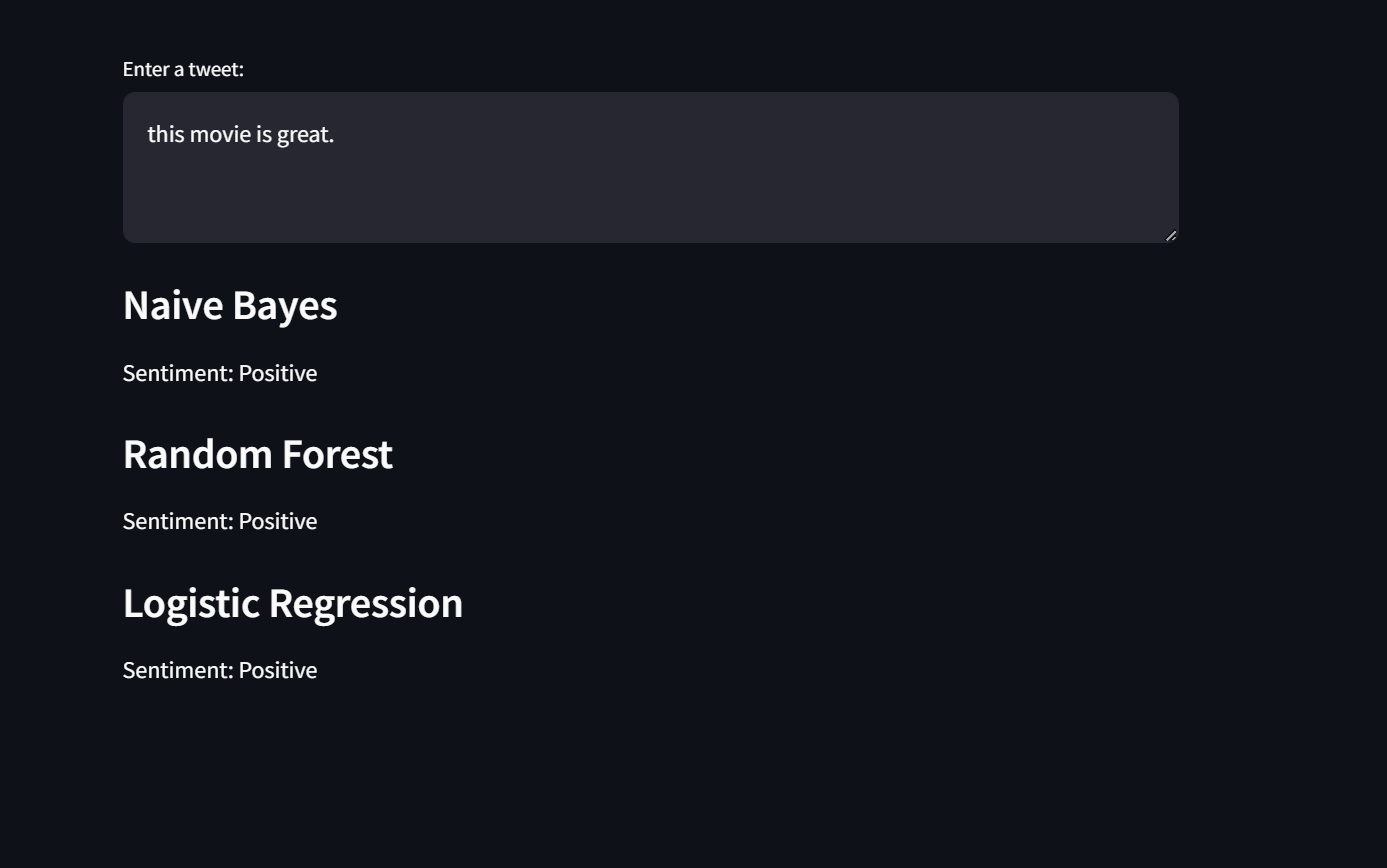 Enter a tweet:
this movie is great.
Naive Bayes
Sentiment: Positive
Random Forest
Sentiment: Positive
Logistic Regression
Sentiment: Positive